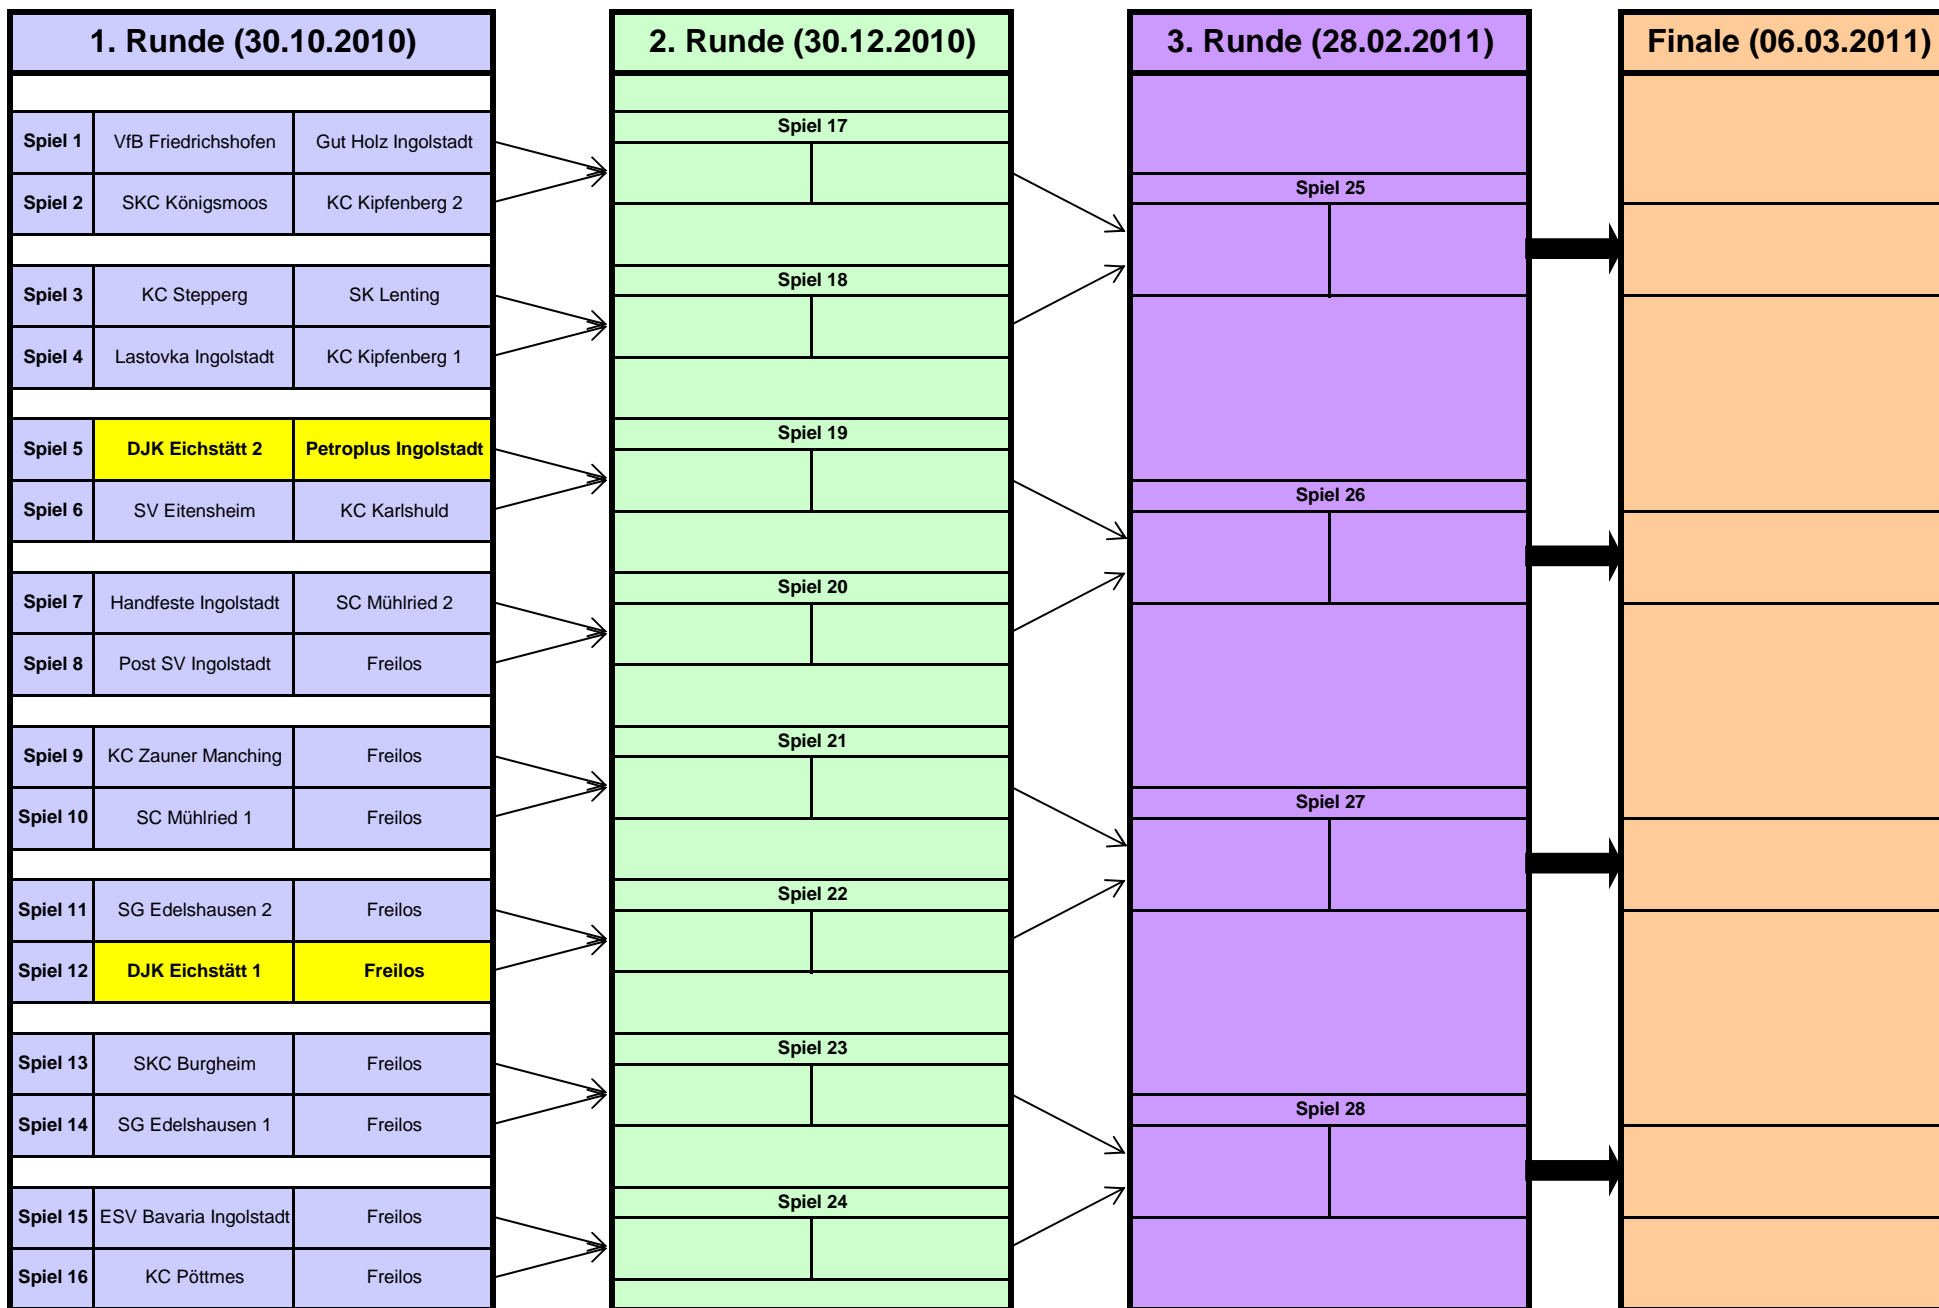 1. Runde (30.10.2010)
2. Runde (30.12.2010)
3. Runde (28.02.2011)
Finale (06.03.2011)
Spiel 1 VfB Friedrichshofen Gut Holz Ingolstadt
Spiel 2 SKC Königsmoos KC Kipfenberg 2
Spiel 3 KC Stepperg SK Lenting
Spiel 4 Lastovka Ingolstadt KC Kipfenberg 1
Spiel 5 DJK Eichstätt 2 Petroplus Ingolstadt
Spiel 6 SV Eitensheim KC Karlshuld
Spiel 7 Handfeste Ingolstadt SC Mühlried 2
Spiel 8 Post SV Ingolstadt Freilos
Spiel 9 KC Zauner Manching Freilos
Spiel 10 SC Mühlried 1 Freilos
Spiel 11 SG Edelshausen 2 Freilos
Spiel 12 DJK Eichstätt 1 Freilos
Spiel 13 SKC Burgheim Freilos
Spiel 14 SG Edelshausen 1 Freilos
Spiel 15 ESV Bavaria Ingolstadt Freilos
Spiel 16 KC Pöttmes Freilos
Spiel 17
Spiel 18
Spiel 19
Spiel 20
Spiel 21
Spiel 22
Spiel 23
Spiel 24
Spiel 25
Spiel 26
Spiel 27
Spiel 28